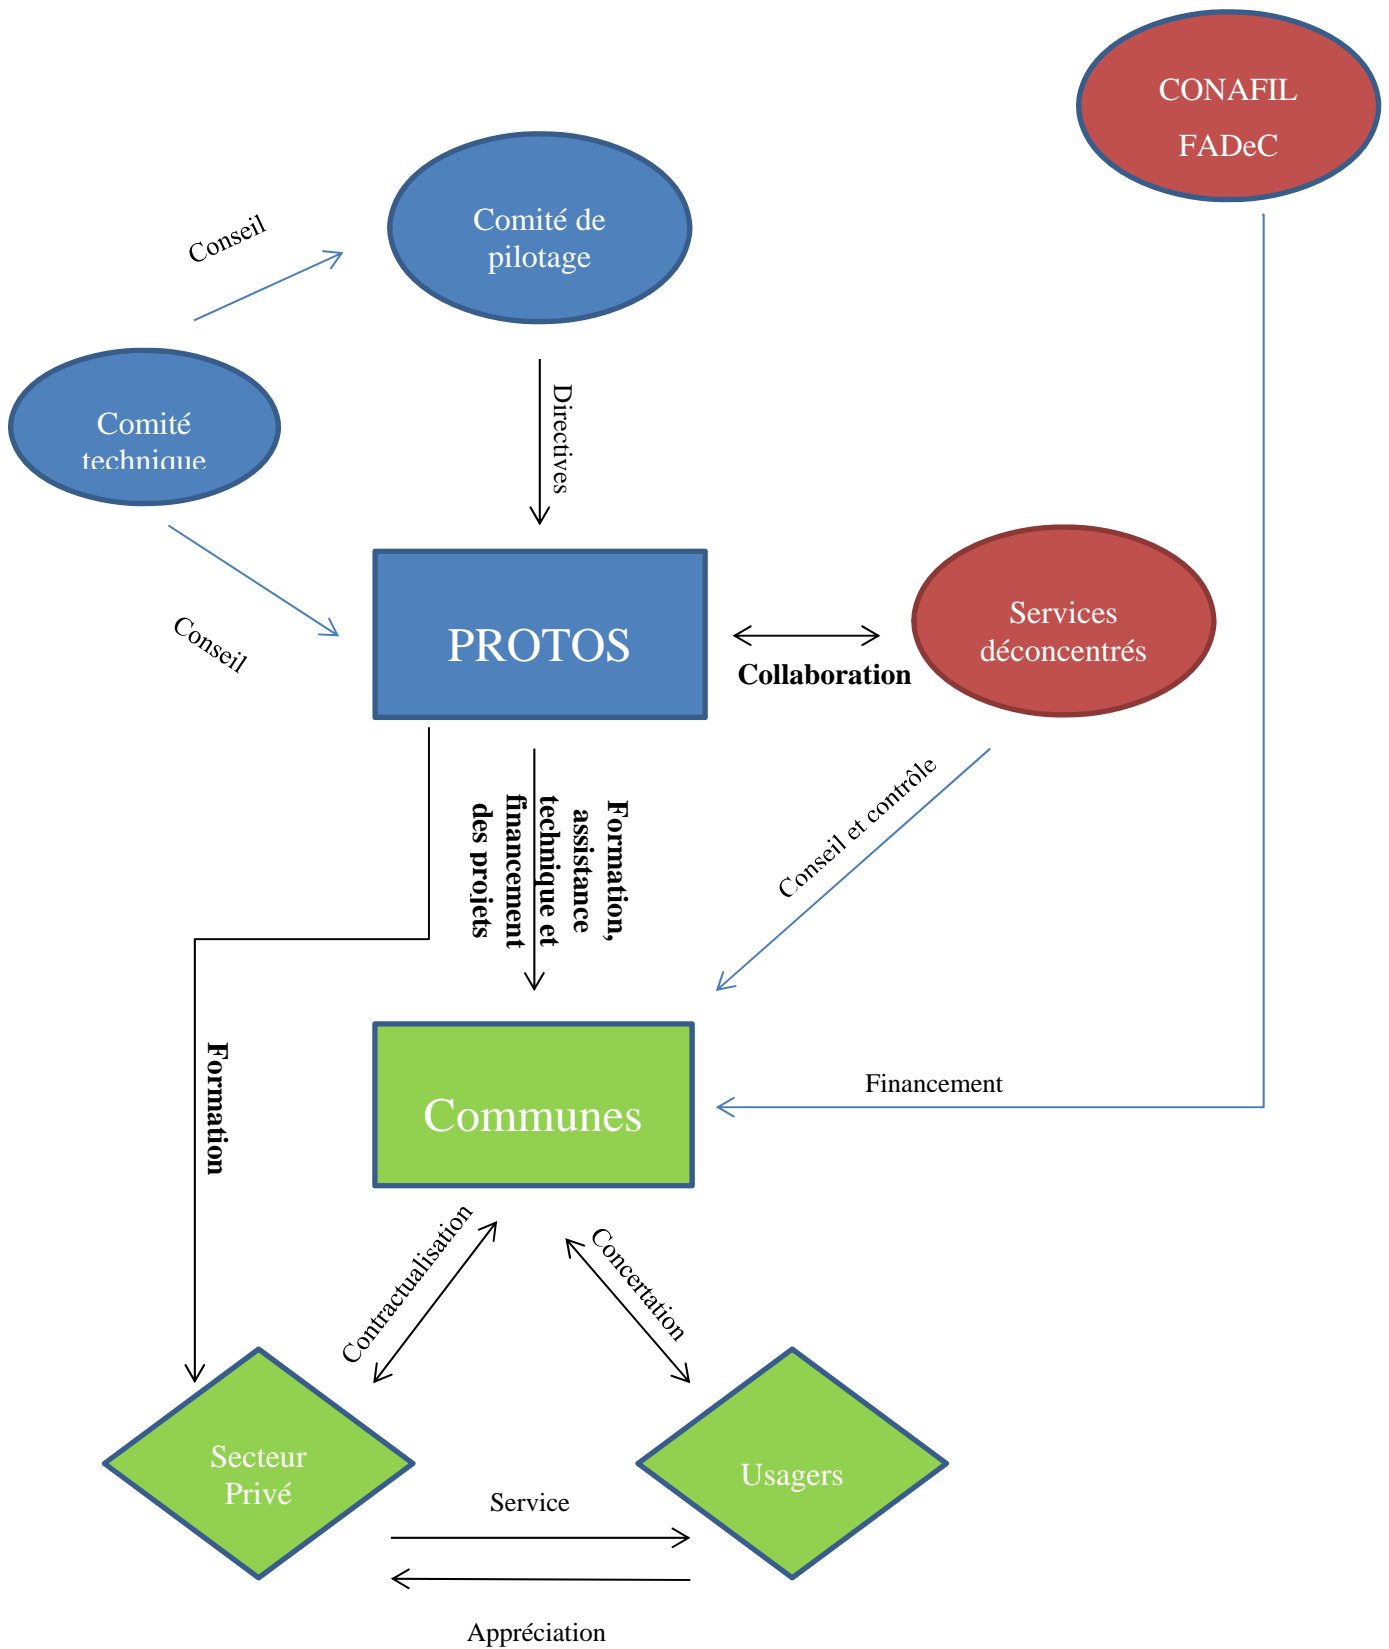 CONAFIL
FADeC
Conseil
Comité de
pilotage
Comité
technique
Directives
Conseil
PROTOS
Collaboration
Services
déconcentrés
Formation,
assistance
technique et
financement
des projets
Conseil et contrôle
Formation
Communes
Financement
Contractualisation
Concertation
Secteur
Privé
Usagers
Service
Appréciation